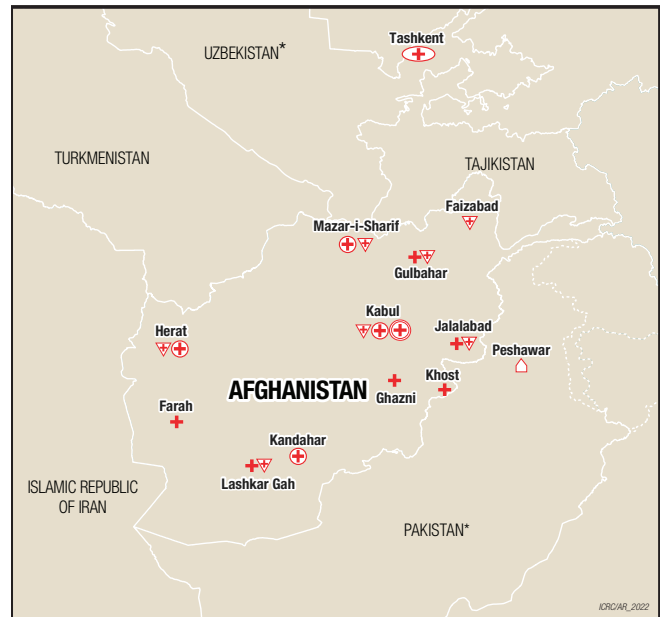 Tashkent
UZBEKISTAN*
TURKMENISTAN
TAJIKISTAN
Faizabad
Mazar-i-Sharif
Gulbahar
Kabul
Herat
Jalalabad
Peshawar
AFGHANISTAN
Khost
Ghazni
Farah
Kandahar
Lashkar Gah
ISLAMIC REPUBLIC
OF IRAN
PAKISTAN*
ICRC/AR_2022